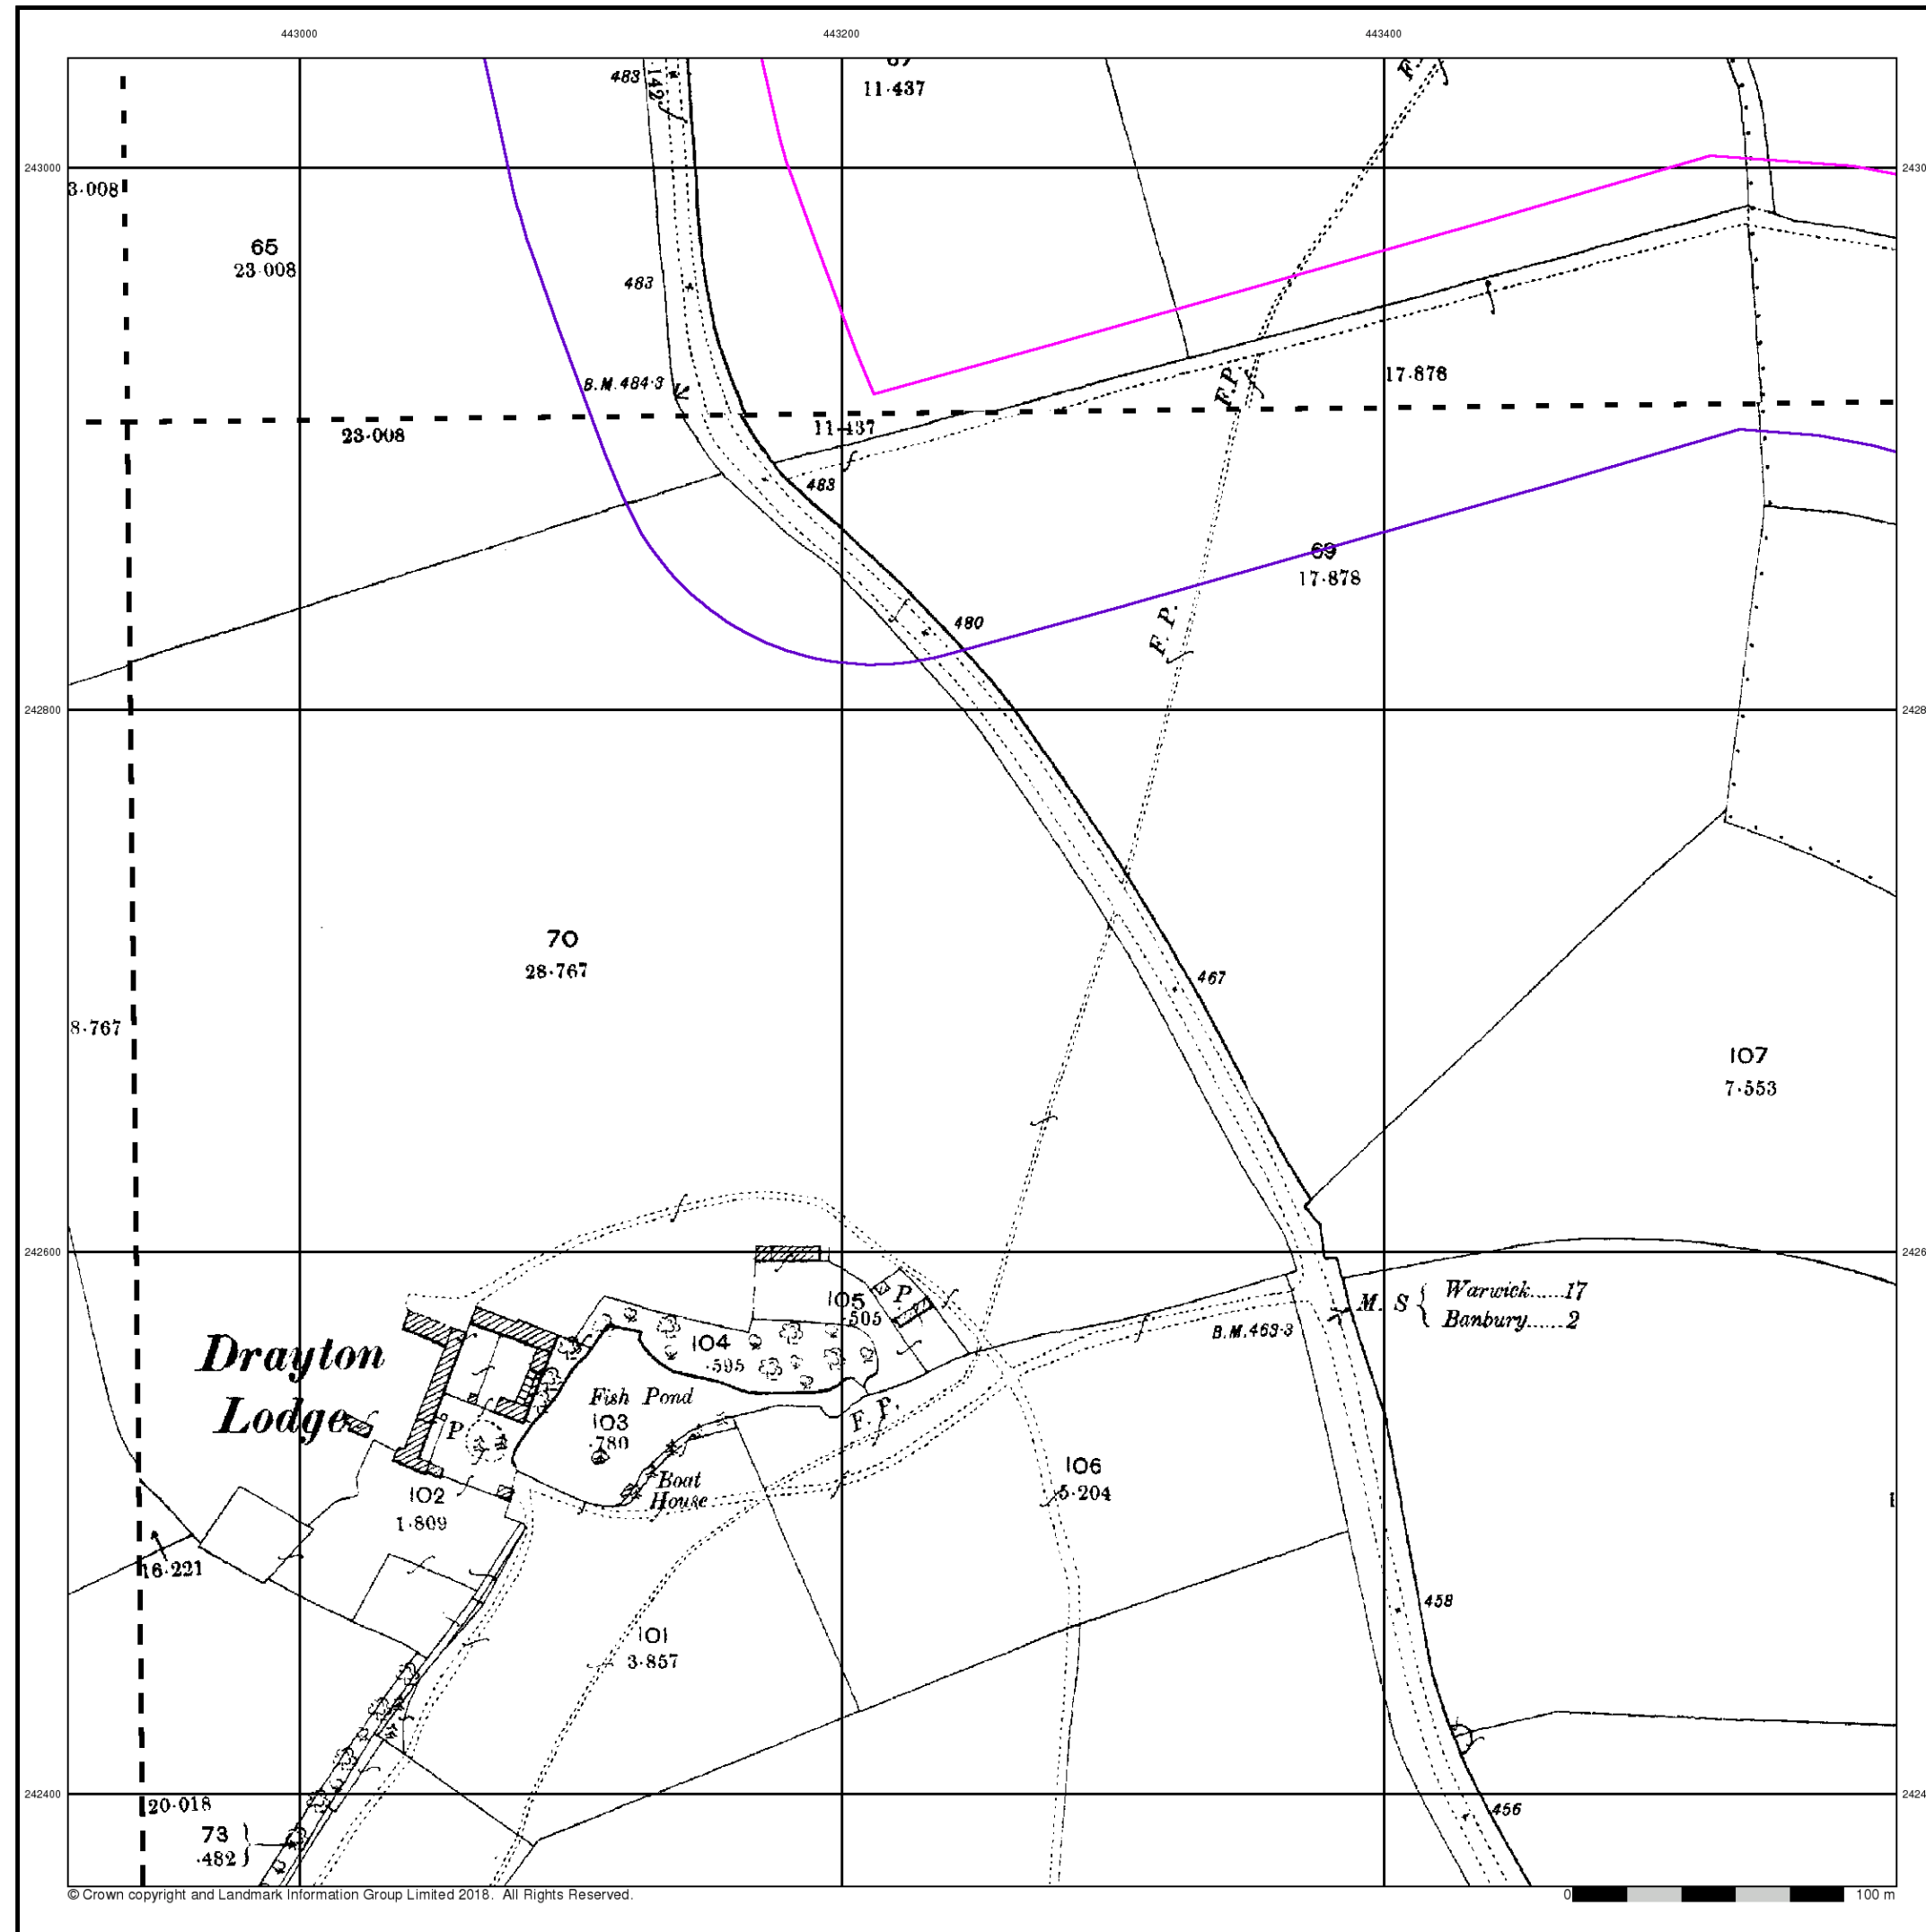 443000 443200 443400
483
142
67
11·437
F.
243000
3·008
65
23·008
483
B.M.484·3
F.P.
17·878
23·008
11·437
483
69
17·878
480
F. P.
242800
70
28·767
467
8·767
107
7·553
242600
M. S { Warwick......17
Banbury......2
B.M.463·3
105
·505
P
104
·595
Drayton
Lodge
Fish Pond
103
·780
P
F. P.
Boat
House
102
1·809
106
5·204
16·221
458
101
3·857
242400
20·018
73
·482
456
© Crown copyright and Landmark Information Group Limited 2018. All Rights Reserved.
0 100 m